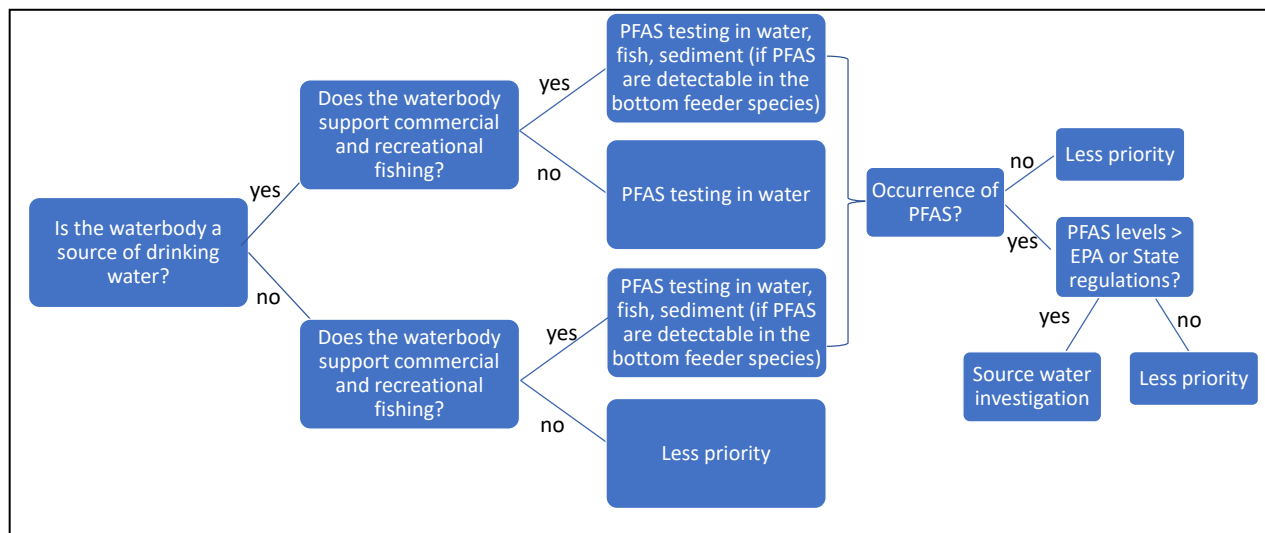 Is the waterbody a
source of drinking
water?
yes
no
Does the waterbody
support commercial
and recreational
fishing?
yes
no
PFAS testing in water,
fish, sediment (if PFAS
are detectable in the
bottom feeder species)
PFAS testing in water
Does the waterbody
support commercial
and recreational
fishing?
yes
no
PFAS testing in water,
fish, sediment (if PFAS
are detectable in the
bottom feeder species)
Less priority
Occurrence of
PFAS?
no
yes
Less priority
PFAS levels >
EPA or State
regulations?
yes
no
Source water
investigation
Less priority